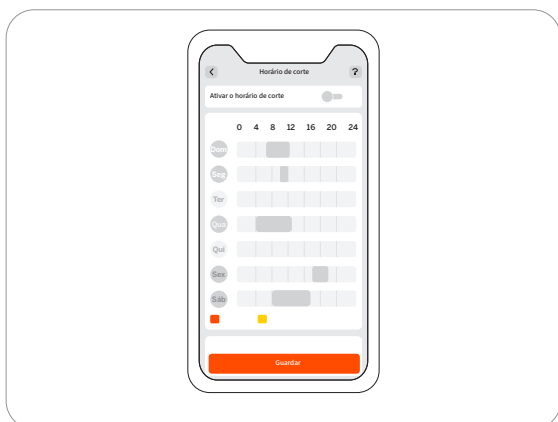 Horário de corte ?
Ativar o horário de corte
0 4 8 12 16 20 24
Dom
Seg
Ter
Qua
Qui
Sex
Sáb
Guardar